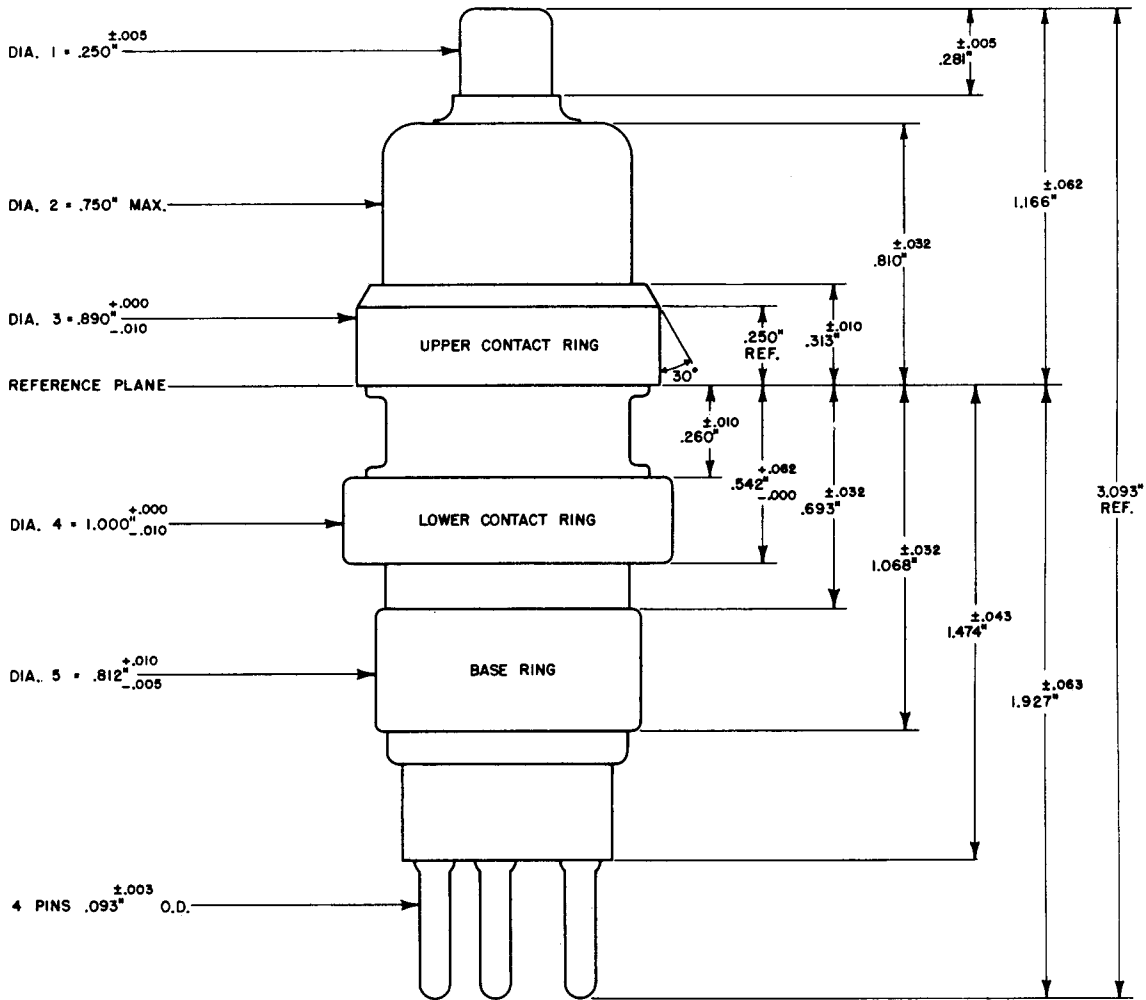 DIA. 1 = .250" ±.005
.281" ±.005
DIA. 2 = .750" MAX.
1.166" ±.062
.810" ±.032
DIA. 3 = .890" +.000 -.010
UPPER CONTACT RING
.250" REF.
.313" ±.010
30°
REFERENCE PLANE
.260" ±.010
.542" +.062 -.000
.693" ±.032
3.093" REF.
DIA. 4 = 1.000" +.000 -.010
LOWER CONTACT RING
1.068" ±.032
1.474" ±.043
DIA. 5 = .812" +.010 -.005
BASE RING
1.927" ±.063
4 PINS .093" ±.003 O.D.